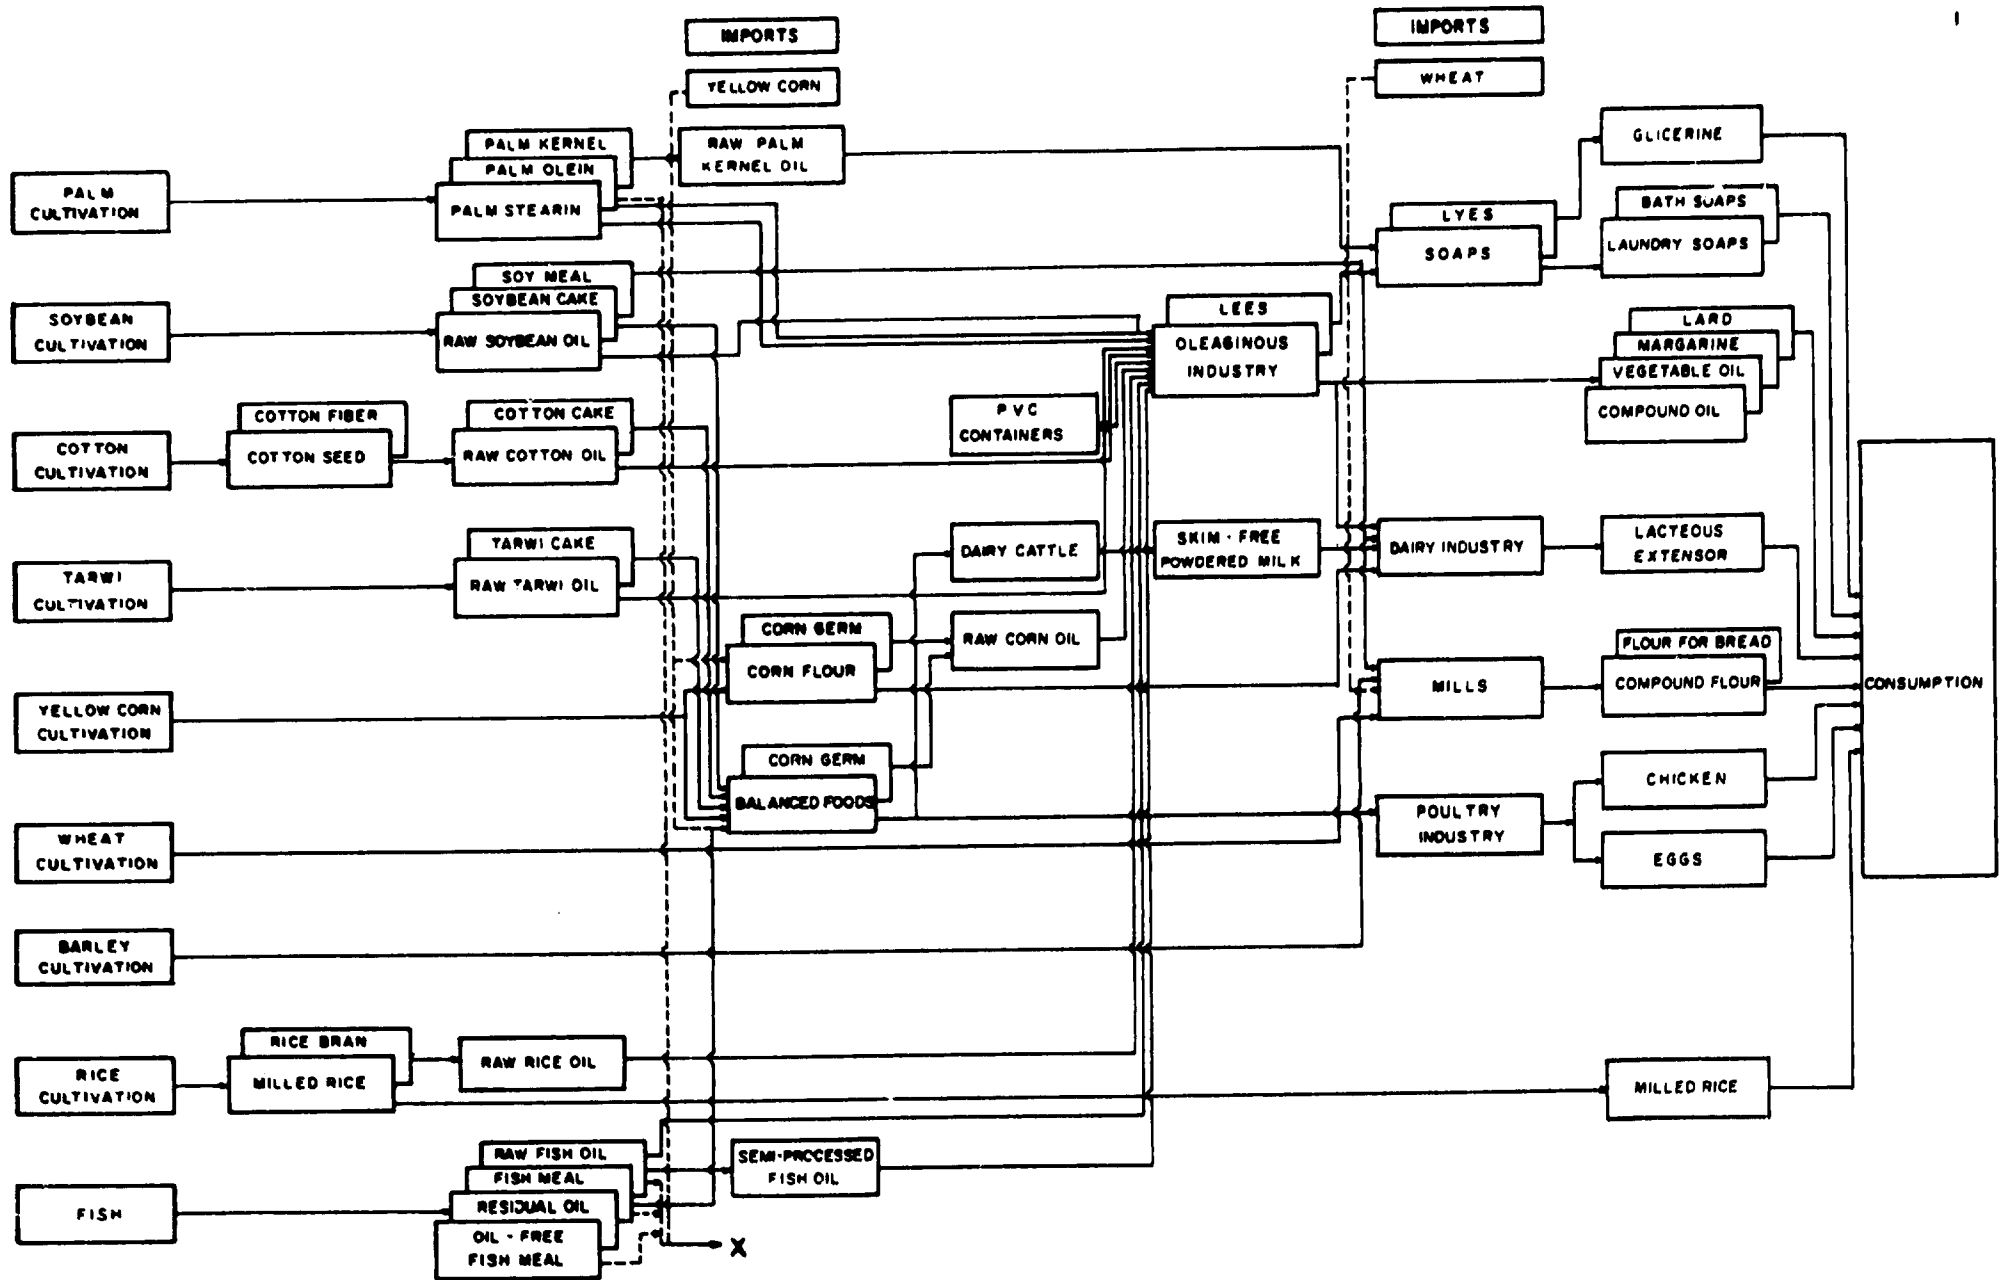 IMPORTS
YELLOW CORN
IMPORTS
WHEAT
PALM
CULTIVATION
PALM KERNEL
PALM OLEIN
PALM STEARIN
RAW PALM
KERNEL OIL
LYES
SOAPS
GLICERINE
BATH SOAPS
LAUNDRY SOAPS
SOYBEAN
CULTIVATION
SOY MEAL
SOYBEAN CAKE
RAW SOYBEAN OIL
LEES
OLEAGINOUS
INDUSTRY
LARD
MARGARINE
VEGETABLE OIL
COMPOUND OIL
COTTON
CULTIVATION
COTTON FIBER
COTTON SEED
COTTON CAKE
RAW COTTON OIL
PVC
CONTAINERS
TARWI
CULTIVATION
TARWI CAKE
RAW TARWI OIL
DAIRY CATTLE
SKIM - FREE
POWDERED MILK
DAIRY INDUSTRY
LACTEOUS
EXTENSOR
CORN GERM
CORN FLOUR
RAW CORN OIL
YELLOW CORN
CULTIVATION
MILLS
FLOUR FOR BREAD
COMPOUND FLOUR
CONSUMPTION
CORN GERM
BALANCED FOODS
POULTRY
INDUSTRY
CHICKEN
EGGS
WHEAT
CULTIVATION
BARLEY
CULTIVATION
RICE
CULTIVATION
RICE BRAN
MILLED RICE
RAW RICE OIL
MILLED RICE
FISH
RAW FISH OIL
FISH MEAL
RESIDUAL OIL
OIL - FREE
FISH MEAL
SEMI-PROCESSED
FISH OIL
X